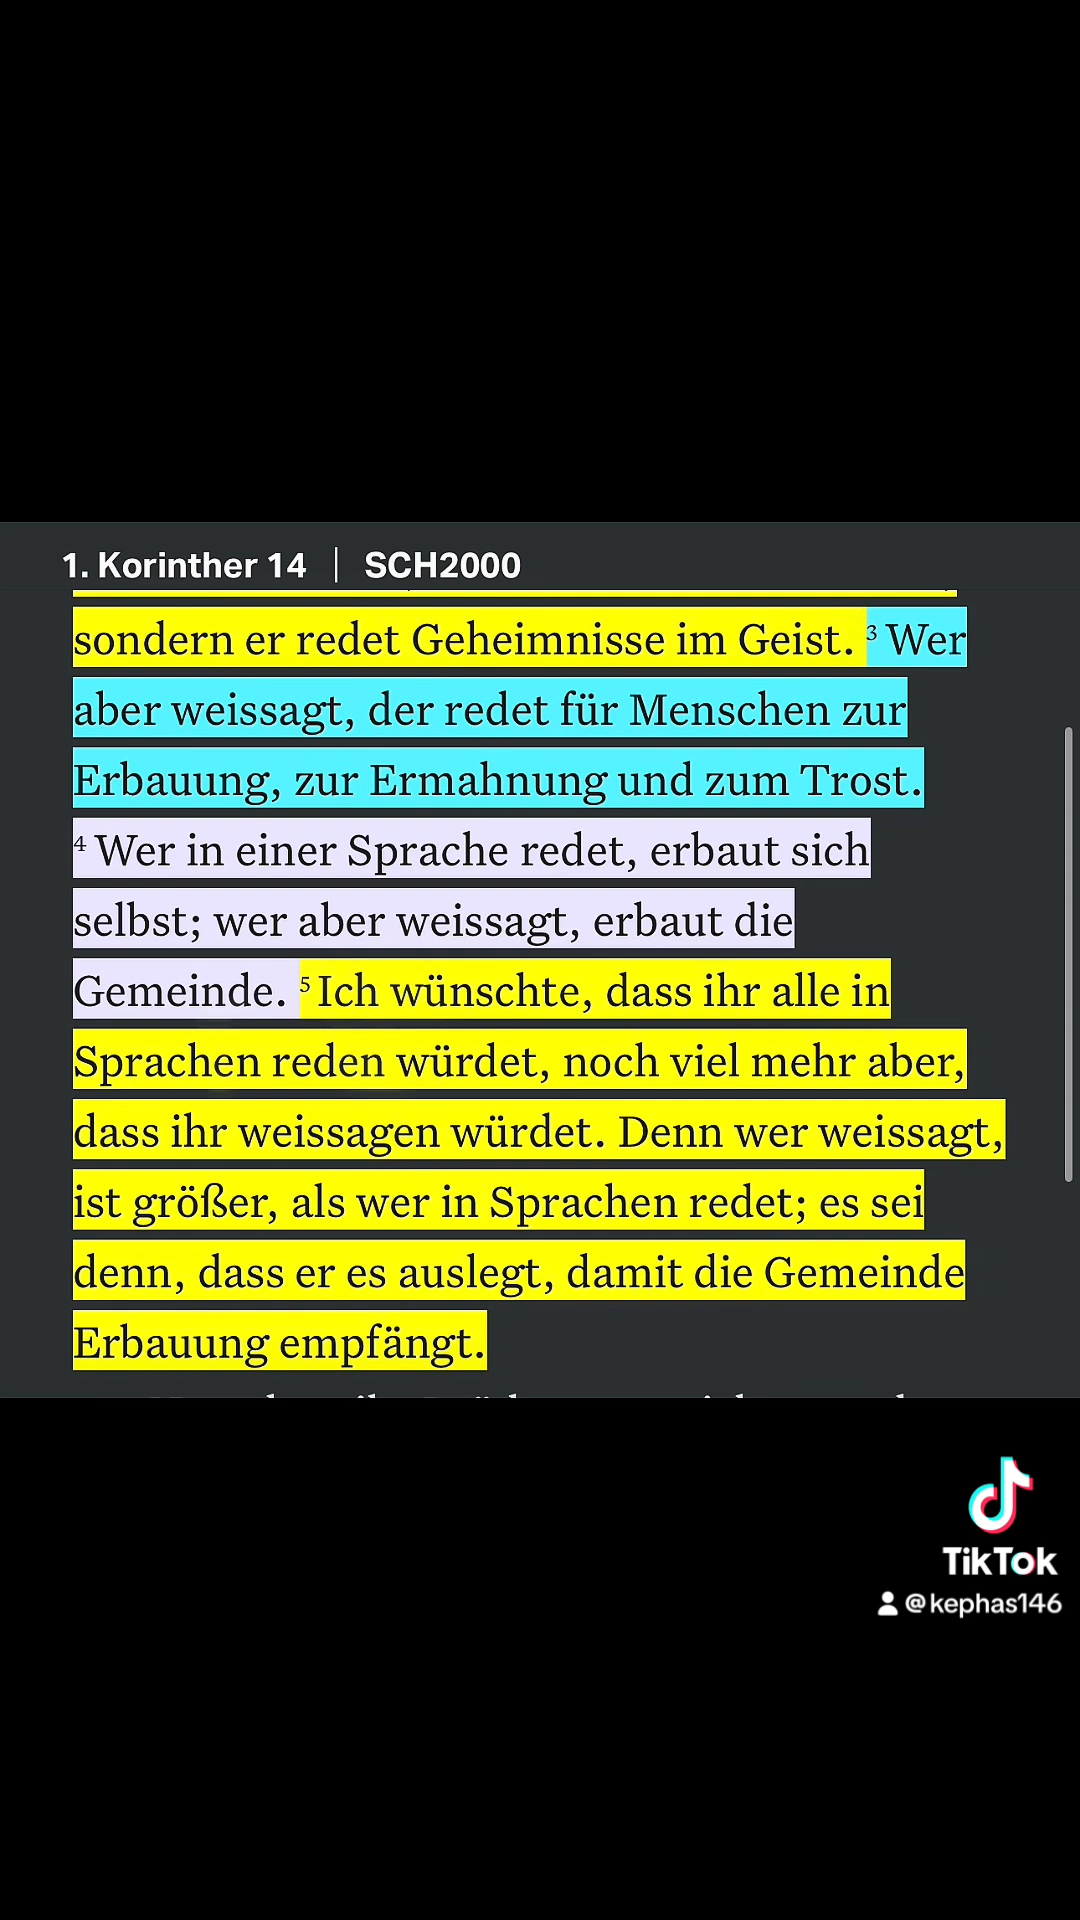 1. Korinther 14 | SCH2000
sondern er redet Geheimnisse im Geist. ³ Wer
aber weissagt, der redet für Menschen zur
Erbauung, zur Ermahnung und zum Trost.
⁴ Wer in einer Sprache redet, erbaut sich
selbst; wer aber weissagt, erbaut die
Gemeinde. ⁵ Ich wünschte, dass ihr alle in
Sprachen reden würdet, noch viel mehr aber,
dass ihr weissagen würdet. Denn wer weissagt,
ist größer, als wer in Sprachen redet; es sei
denn, dass er es auslegt, damit die Gemeinde
Erbauung empfängt.
TikTok
@kephas146